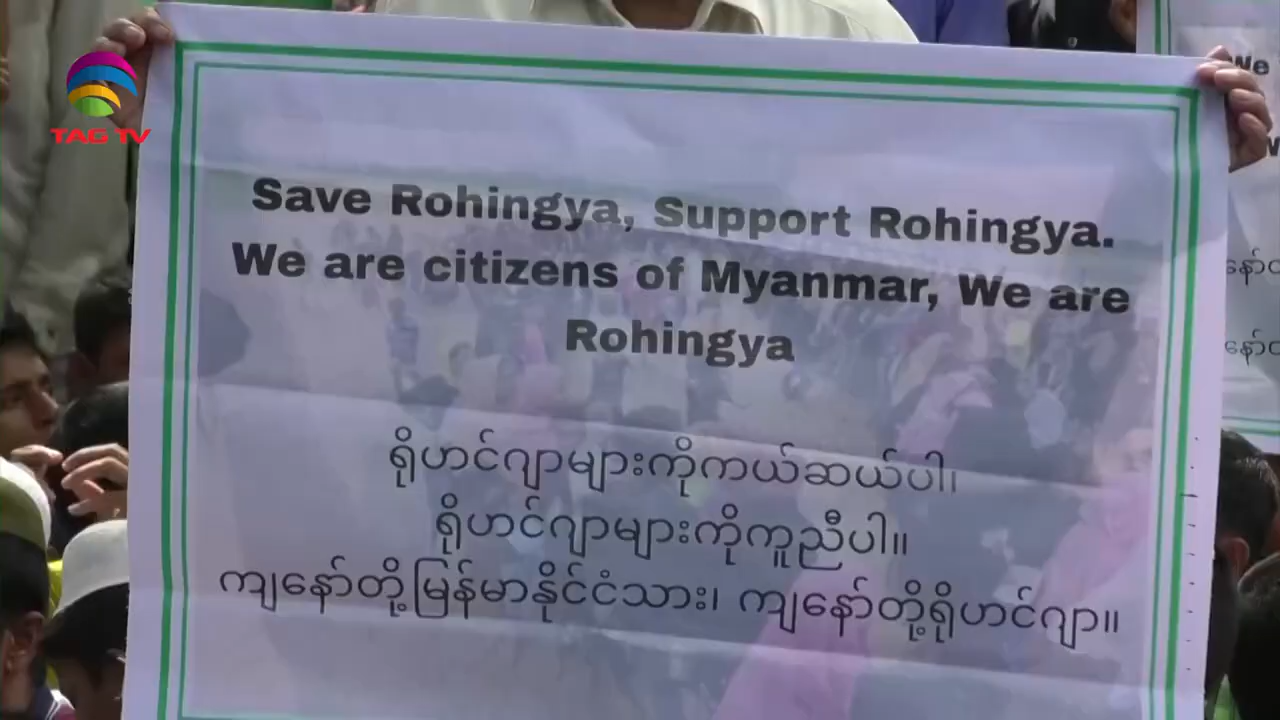 TAG TV
Save Rohingya, Support Rohingya.
We are citizens of Myanmar, We are
Rohingya
ရိုဟင်ဂျာများကိုကယ်ဆယ်ပါ၊
ရိုဟင်ဂျာများကိုကူညီပါ။
ကျနော်တို့မြန်မာနိုင်ငံသား၊ ကျနော်တို့ရိုဟင်ဂျာ။
We